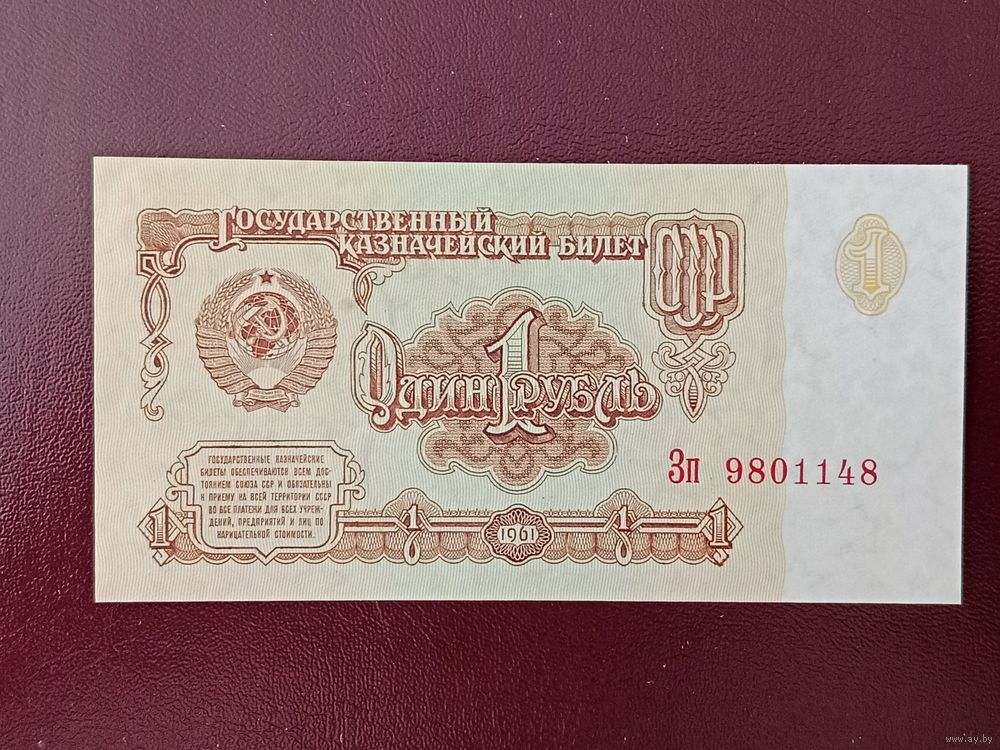 Государственный
казначейский билет
СССР
1
1
Один рубль
Зп 9801148
Государственные казначейские
билеты обеспечиваются всем дос-
тоянием Союза ССР и обязательны
к приему на всей территории СССР
во все платежи для всех учреж-
дений, предприятий и лиц по
нарицательной стоимости.
1 1 1961 1 1
www.ay.by